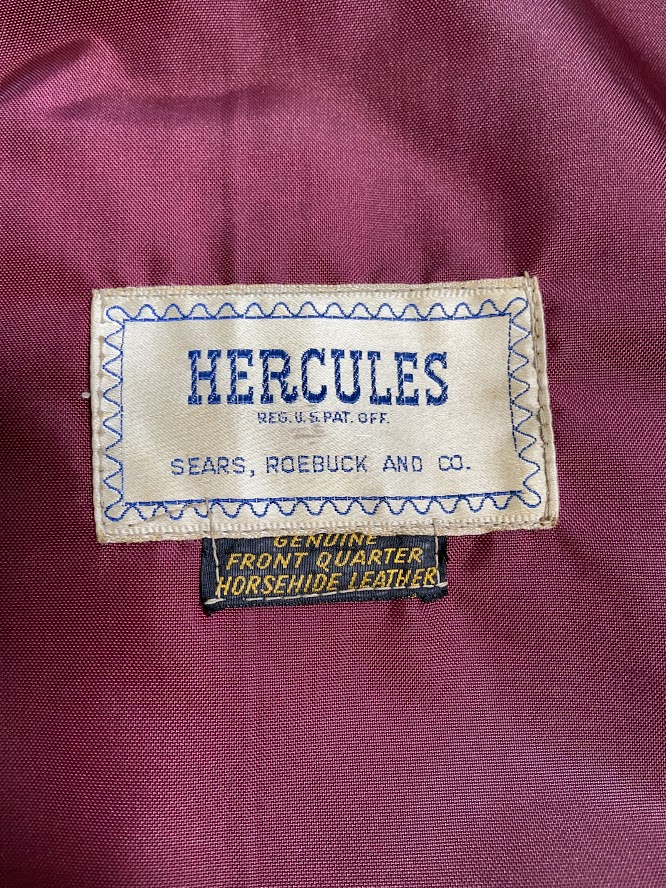 HERCULES
REG. U. S. PAT. OFF.
SEARS, ROEBUCK AND CO.
GENUINE
FRONT QUARTER
HORSEHIDE LEATHER